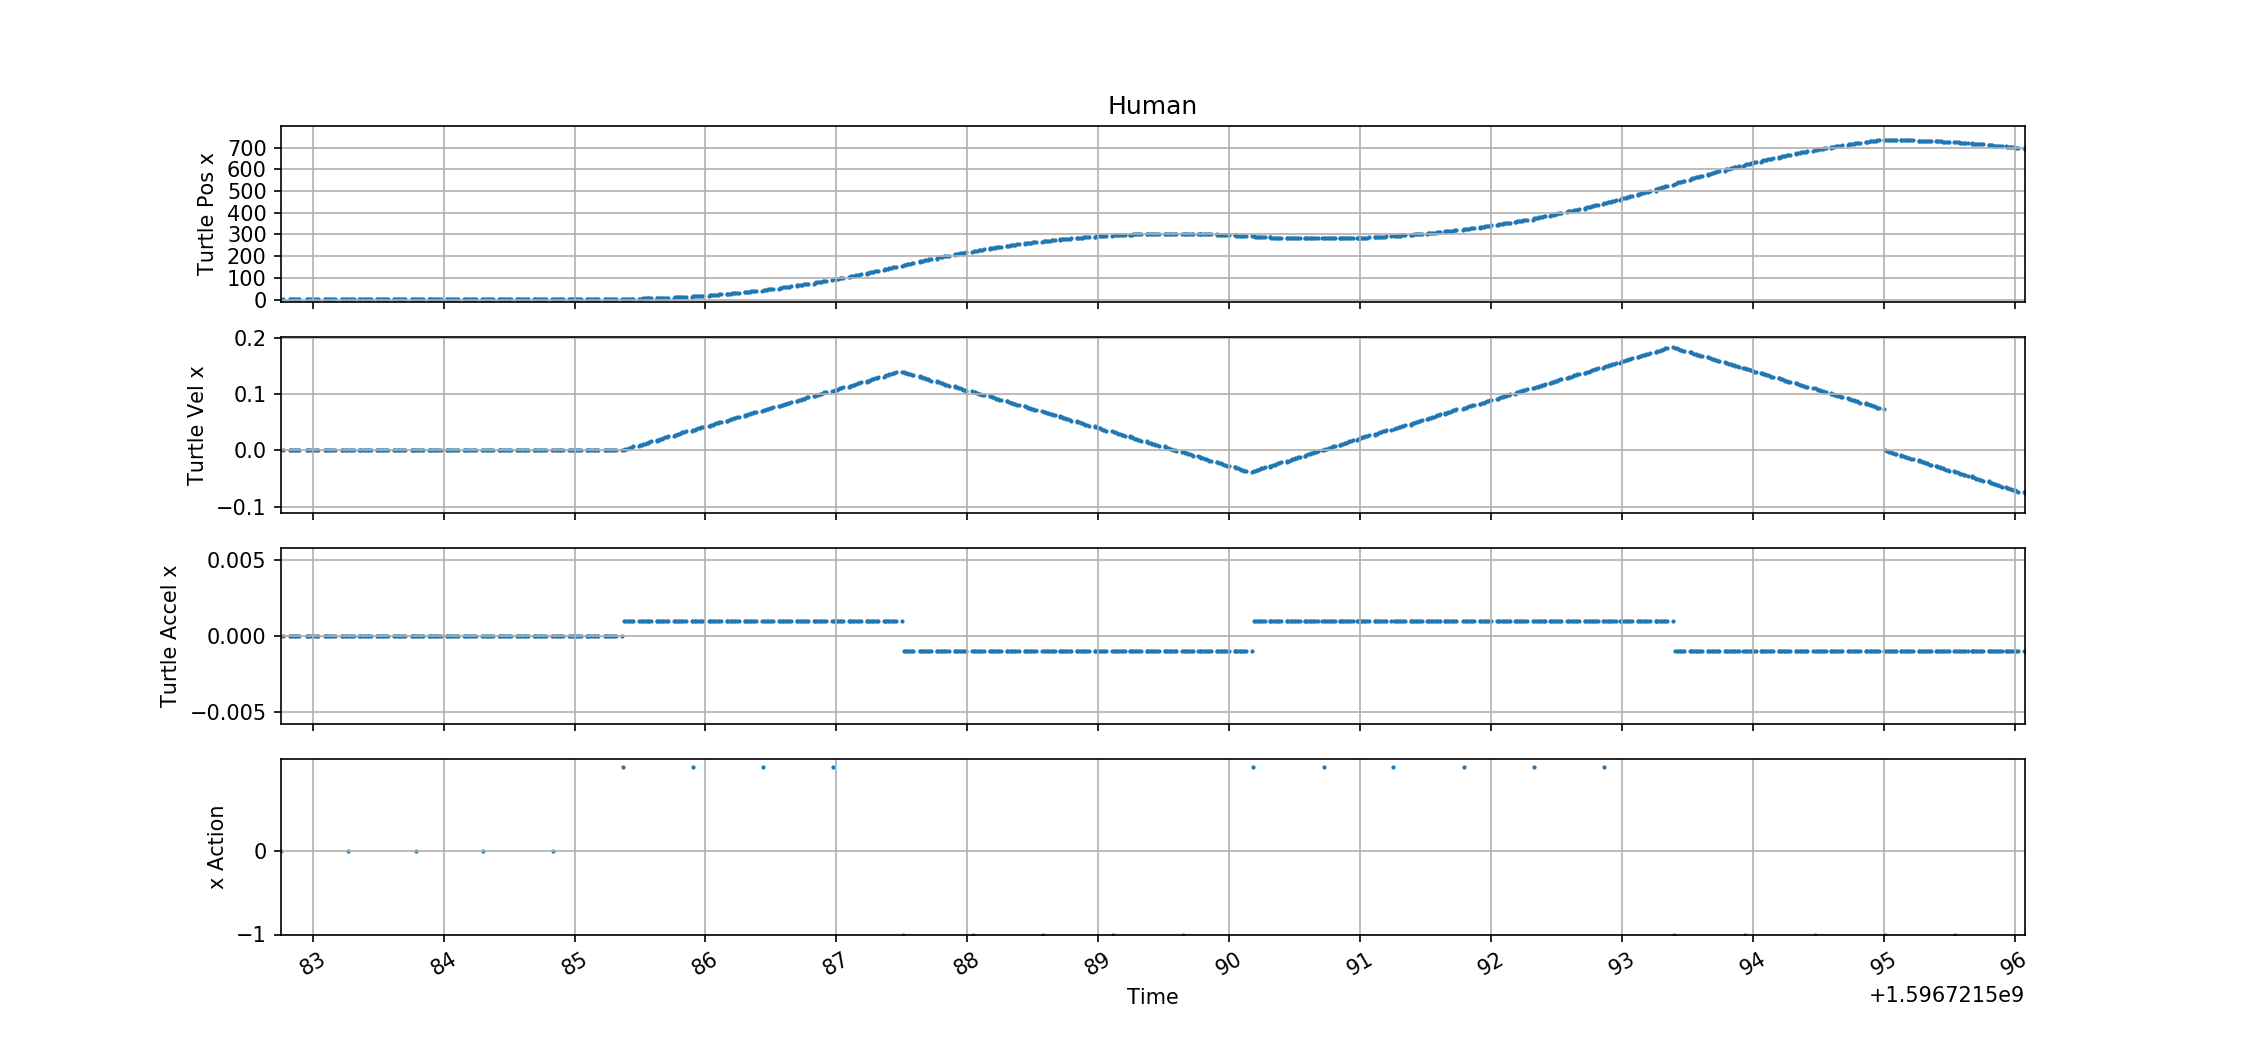 Human
Turtle Pos x
700
600
500
400
300
200
100
0
Turtle Vel x
0.2
0.1
0.0
−0.1
Turtle Accel x
0.005
0.000
−0.005
x Action
0
−1
83 84 85 86 87 88 89 90 91 92 93 94 95 96
Time
+1.5967215e9